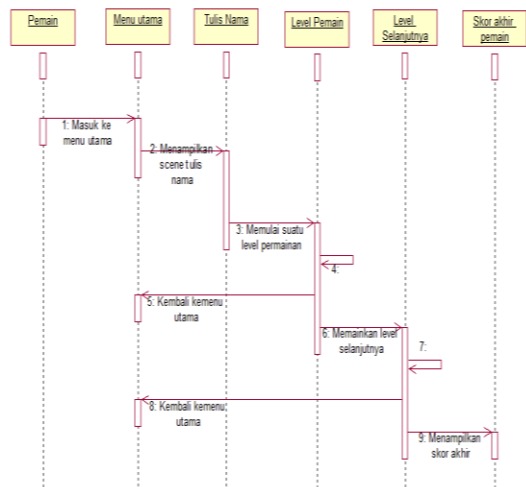 Pemain
Menu utama
Tulis Nama
Level Pemain
Level
Selanjutnya
Skor akhir
pemain
1: Masuk ke
menu utama
2: Menampilkan
scene tulis
nama
3: Memulai suatu
level permainan
4:
5: Kembali kemenu
utama
6: Memainkan level
selanjutnya
7:
8: Kembali kemenu
utama
9: Menampilkan
skor akhir